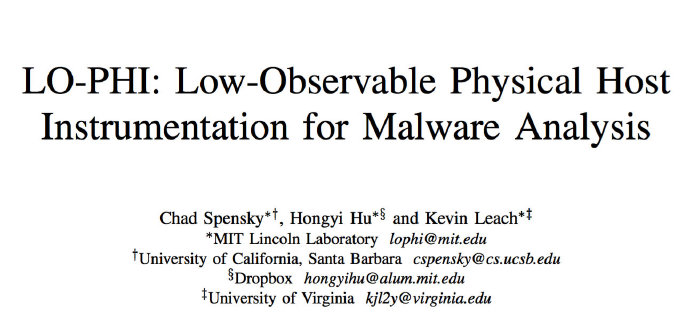 LO-PHI: Low-Observable Physical Host
Instrumentation for Malware Analysis
Chad Spensky*†, Hongyi Hu*§ and Kevin Leach*‡
*MIT Lincoln Laboratory lophi@mit.edu
†University of California, Santa Barbara cspensky@cs.ucsb.edu
§Dropbox hongyihu@alum.mit.edu
‡University of Virginia kjl2y@virginia.edu